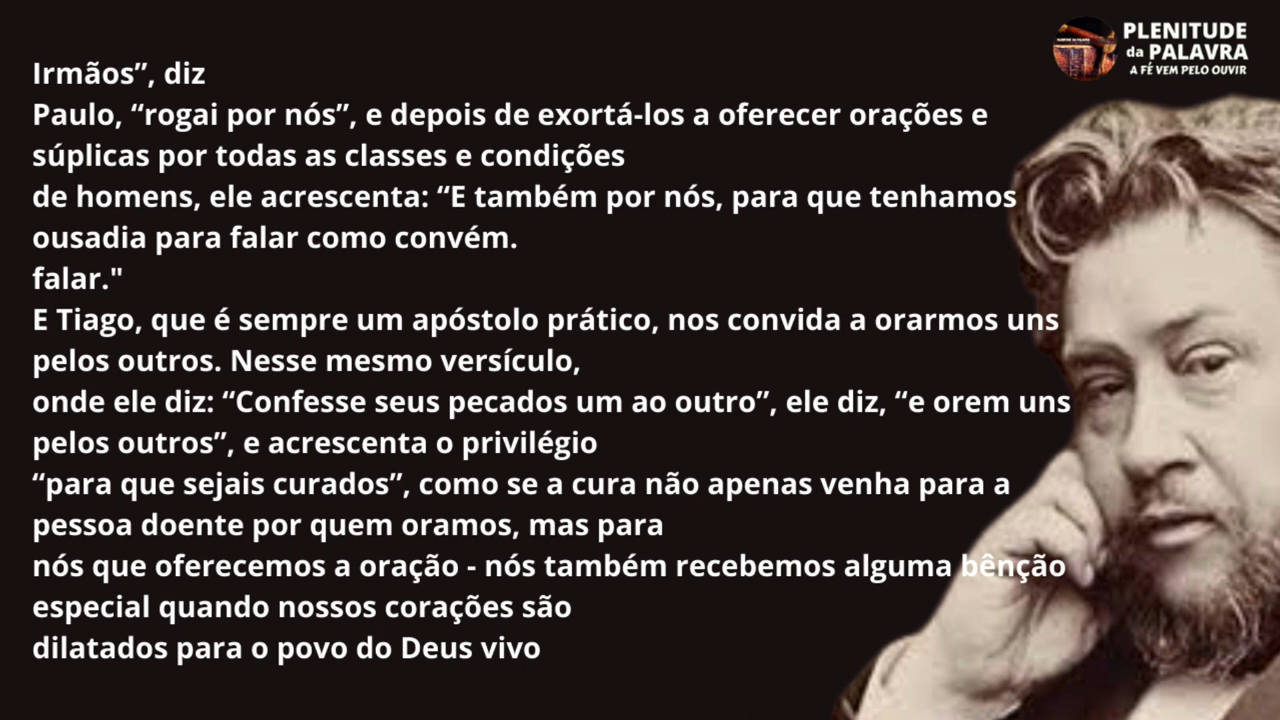 PLENITUDE
da PALAVRA
A FÉ VEM PELO OUVIR
Irmãos”, diz
Paulo, “rogai por nós”, e depois de exortá-los a oferecer orações e
súplicas por todas as classes e condições
de homens, ele acrescenta: “E também por nós, para que tenhamos
ousadia para falar como convém.
falar."
E Tiago, que é sempre um apóstolo prático, nos convida a orarmos uns
pelos outros. Nesse mesmo versículo,
onde ele diz: “Confesse seus pecados um ao outro”, ele diz, “e orem uns
pelos outros”, e acrescenta o privilégio
“para que sejais curados”, como se a cura não apenas venha para a
pessoa doente por quem oramos, mas para
nós que oferecemos a oração - nós também recebemos alguma bênção
especial quando nossos corações são
dilatados para o povo do Deus vivo